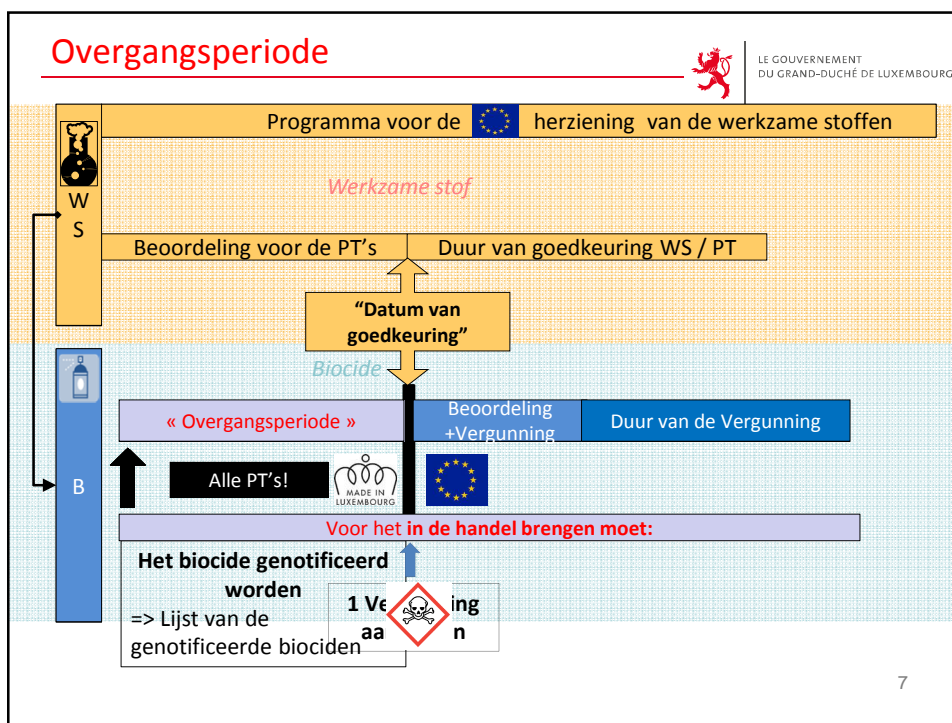 Overgangsperiode
LE GOUVERNEMENT
DU GRAND-DUCHÉ DE LUXEMBOURG
Programma voor de herziening van de werkzame stoffen
W
S
Werkzame stof
Beoordeling voor de PT's
Duur van goedkeuring WS / PT
“Datum van
goedkeuring”
Biocide
« Overgangsperiode »
Beoordeling
+Vergunning
Duur van de Vergunning
B
Alle PT's!
MADE IN
LUXEMBOURG
Voor het in de handel brengen moet:
Het biocide genotificeerd
worden
=> Lijst van de
genotificeerde biociden
1
7